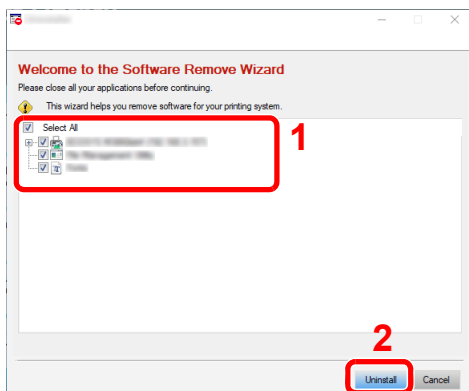 Welcome to the Software Remove Wizard
Please close all your applications before continuing.
This wizard helps you remove software for your printing system.
Select All
1
2
Uninstall Cancel